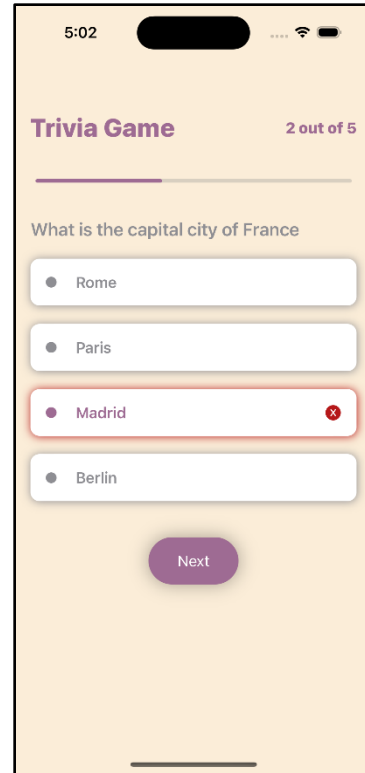 5:02
Trivia Game
2 out of 5
What is the capital city of France
Rome
Paris
Madrid
X
Berlin
Next